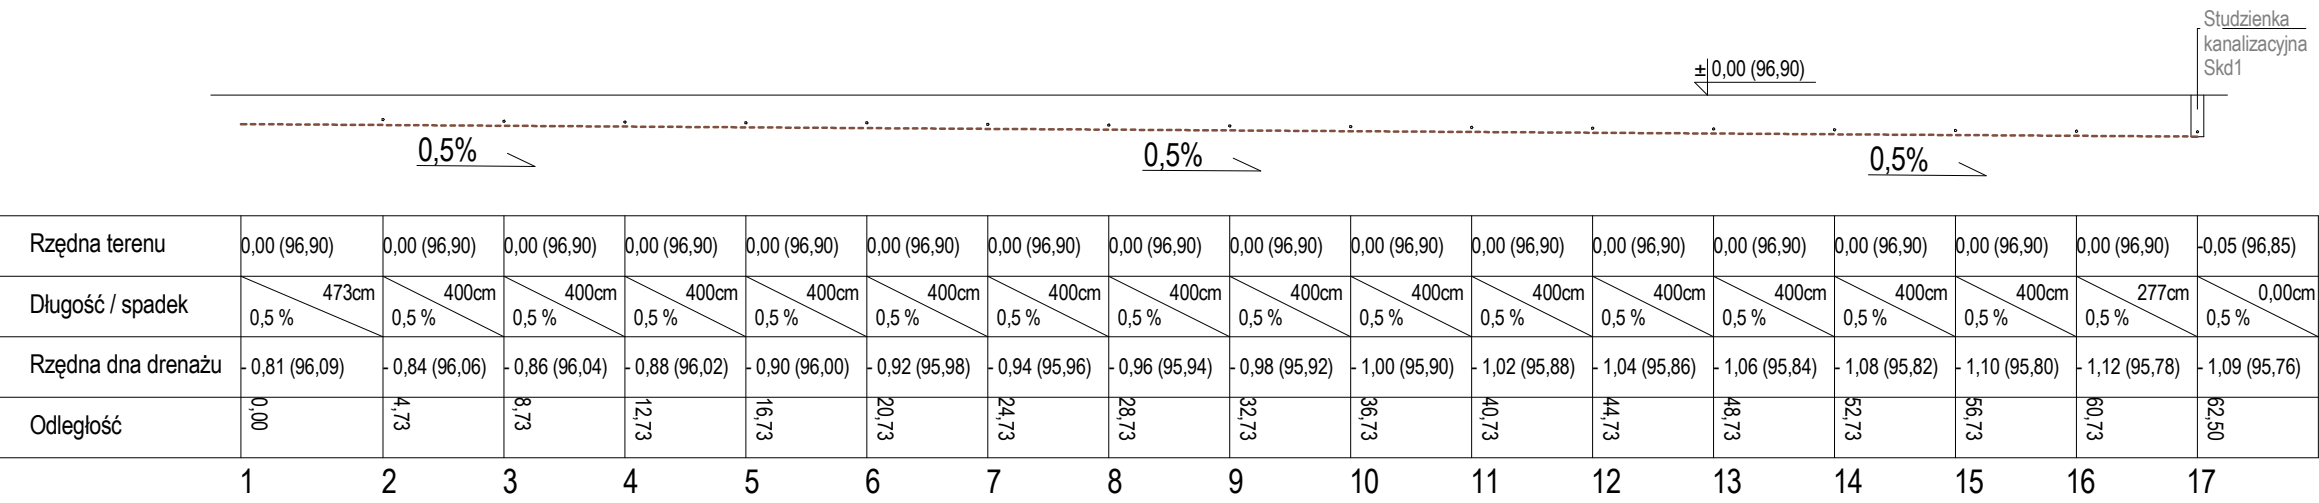 Studzienka
kanalizacyjna
Skd1
± 0,00 (96,90)
0,5%
0,5%
0,5%
Rzędna terenu 0,00 (96,90) 0,00 (96,90) 0,00 (96,90) 0,00 (96,90) 0,00 (96,90) 0,00 (96,90) 0,00 (96,90) 0,00 (96,90) 0,00 (96,90) 0,00 (96,90) 0,00 (96,90) 0,00 (96,90) 0,00 (96,90) 0,00 (96,90) 0,00 (96,90) 0,00 (96,90) -0,05 (96,85)
473cm 400cm 400cm 400cm 400cm 400cm 400cm 400cm 400cm 400cm 400cm 400cm 400cm 400cm 400cm 277cm 0,00cm
Długość / spadek
0,5 % 0,5 % 0,5 % 0,5 % 0,5 % 0,5 % 0,5 % 0,5 % 0,5 % 0,5 % 0,5 % 0,5 % 0,5 % 0,5 % 0,5 % 0,5 % 0,5 %
Rzędna dna drenażu - 0,81 (96,09) - 0,84 (96,06) - 0,86 (96,04) - 0,88 (96,02) - 0,90 (96,00) - 0,92 (95,98) - 0,94 (95,96) - 0,96 (95,94) - 0,98 (95,92) - 1,00 (95,90) - 1,02 (95,88) - 1,04 (95,86) - 1,06 (95,84) - 1,08 (95,82) - 1,10 (95,80) - 1,12 (95,78) - 1,09 (95,76)
Odległość 0,00 4,73 8,73 12,73 16,73 20,73 24,73 28,73 32,73 36,73 40,73 44,73 48,73 52,73 56,73 60,73 62,50
1 2 3 4 5 6 7 8 9 10 11 12 13 14 15 16 17